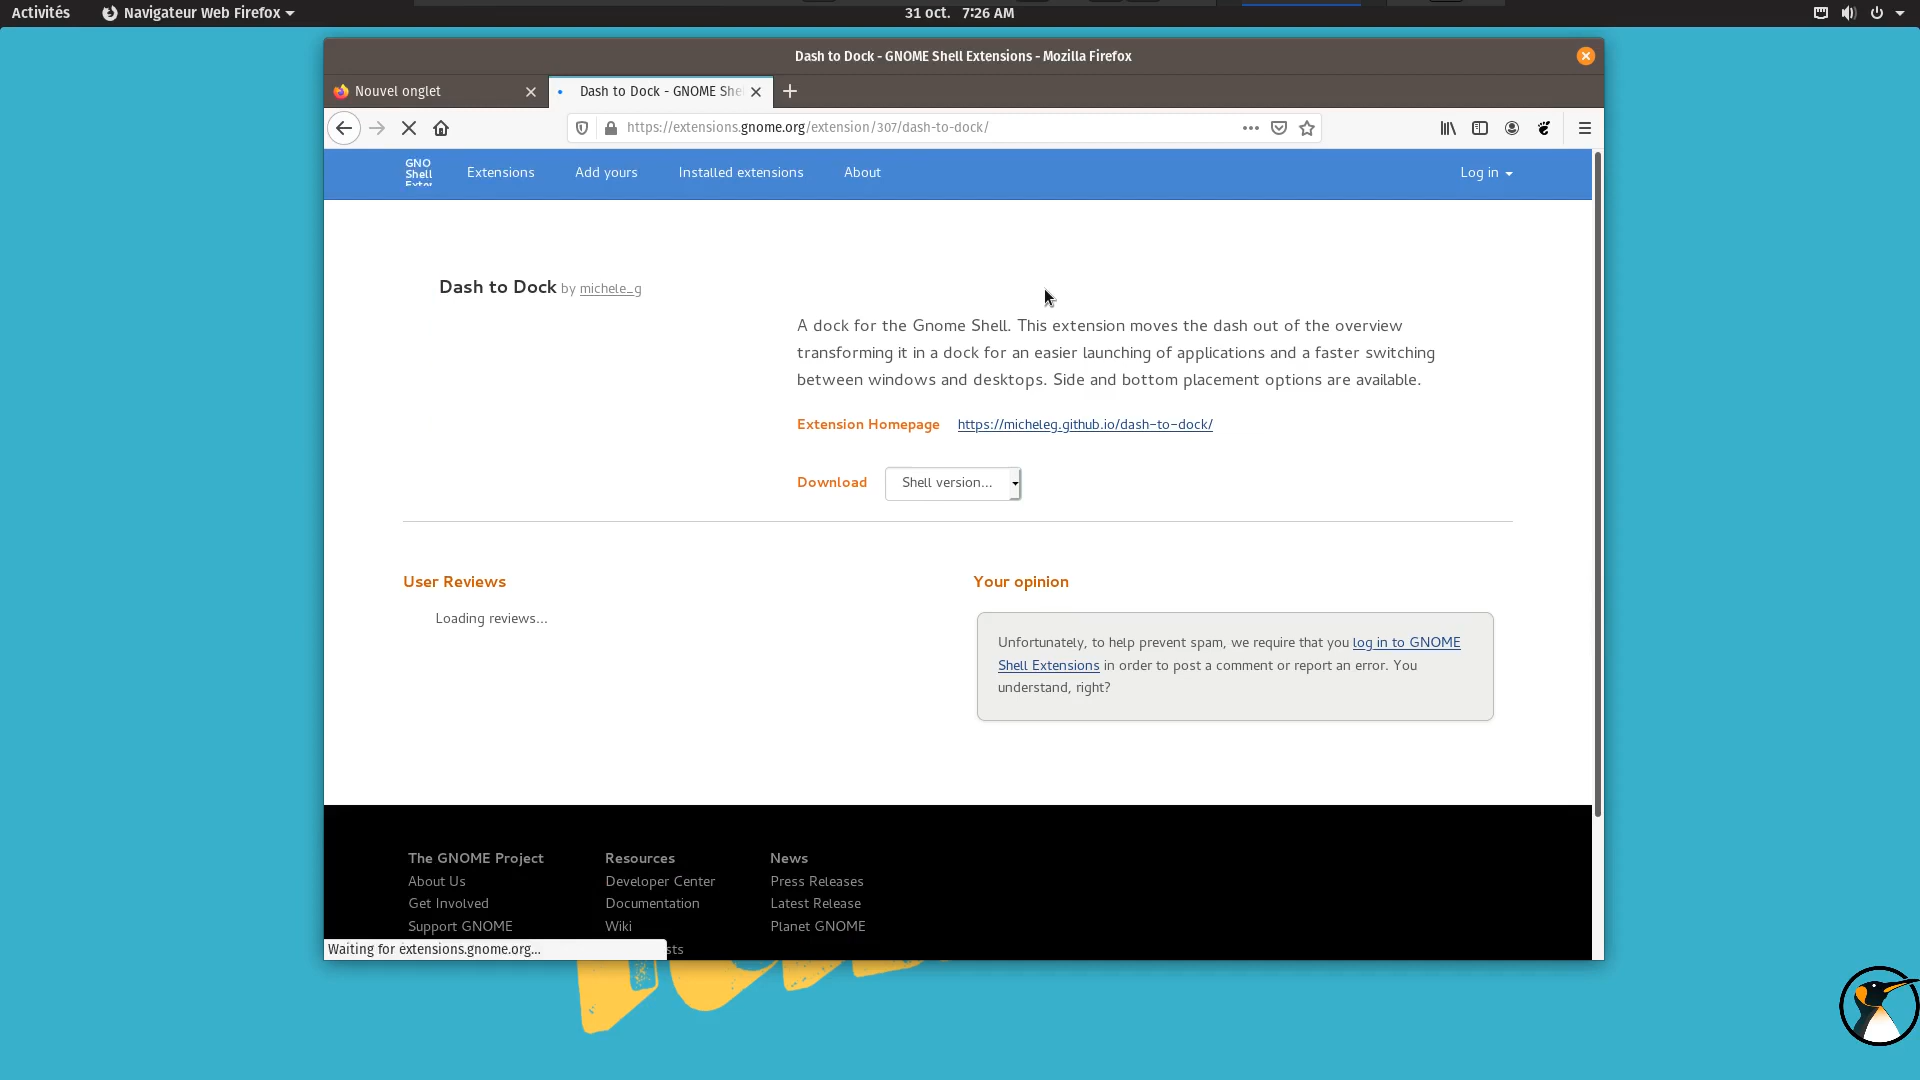 Activités
Navigateur Web Firefox
31 oct. 7:26 AM
Dash to Dock - GNOME Shell Extensions - Mozilla Firefox
Nouvel onglet
Dash to Dock - GNOME She
https://extensions.gnome.org/extension/307/dash-to-dock/
GNO
Shell
Exter
Extensions
Add yours
Installed extensions
About
Log in
Dash to Dock by michele_g
A dock for the Gnome Shell. This extension moves the dash out of the overview
transforming it in a dock for an easier launching of applications and a faster switching
between windows and desktops. Side and bottom placement options are available.
Extension Homepage https://micheleg.github.io/dash-to-dock/
Download Shell version...
User Reviews
Loading reviews...
Your opinion
Unfortunately, to help prevent spam, we require that you log in to GNOME
Shell Extensions in order to post a comment or report an error. You
understand, right?
The GNOME Project
About Us
Get Involved
Support GNOME
Resources
Developer Center
Documentation
Wiki
sts
News
Press Releases
Latest Release
Planet GNOME
Waiting for extensions.gnome.org...